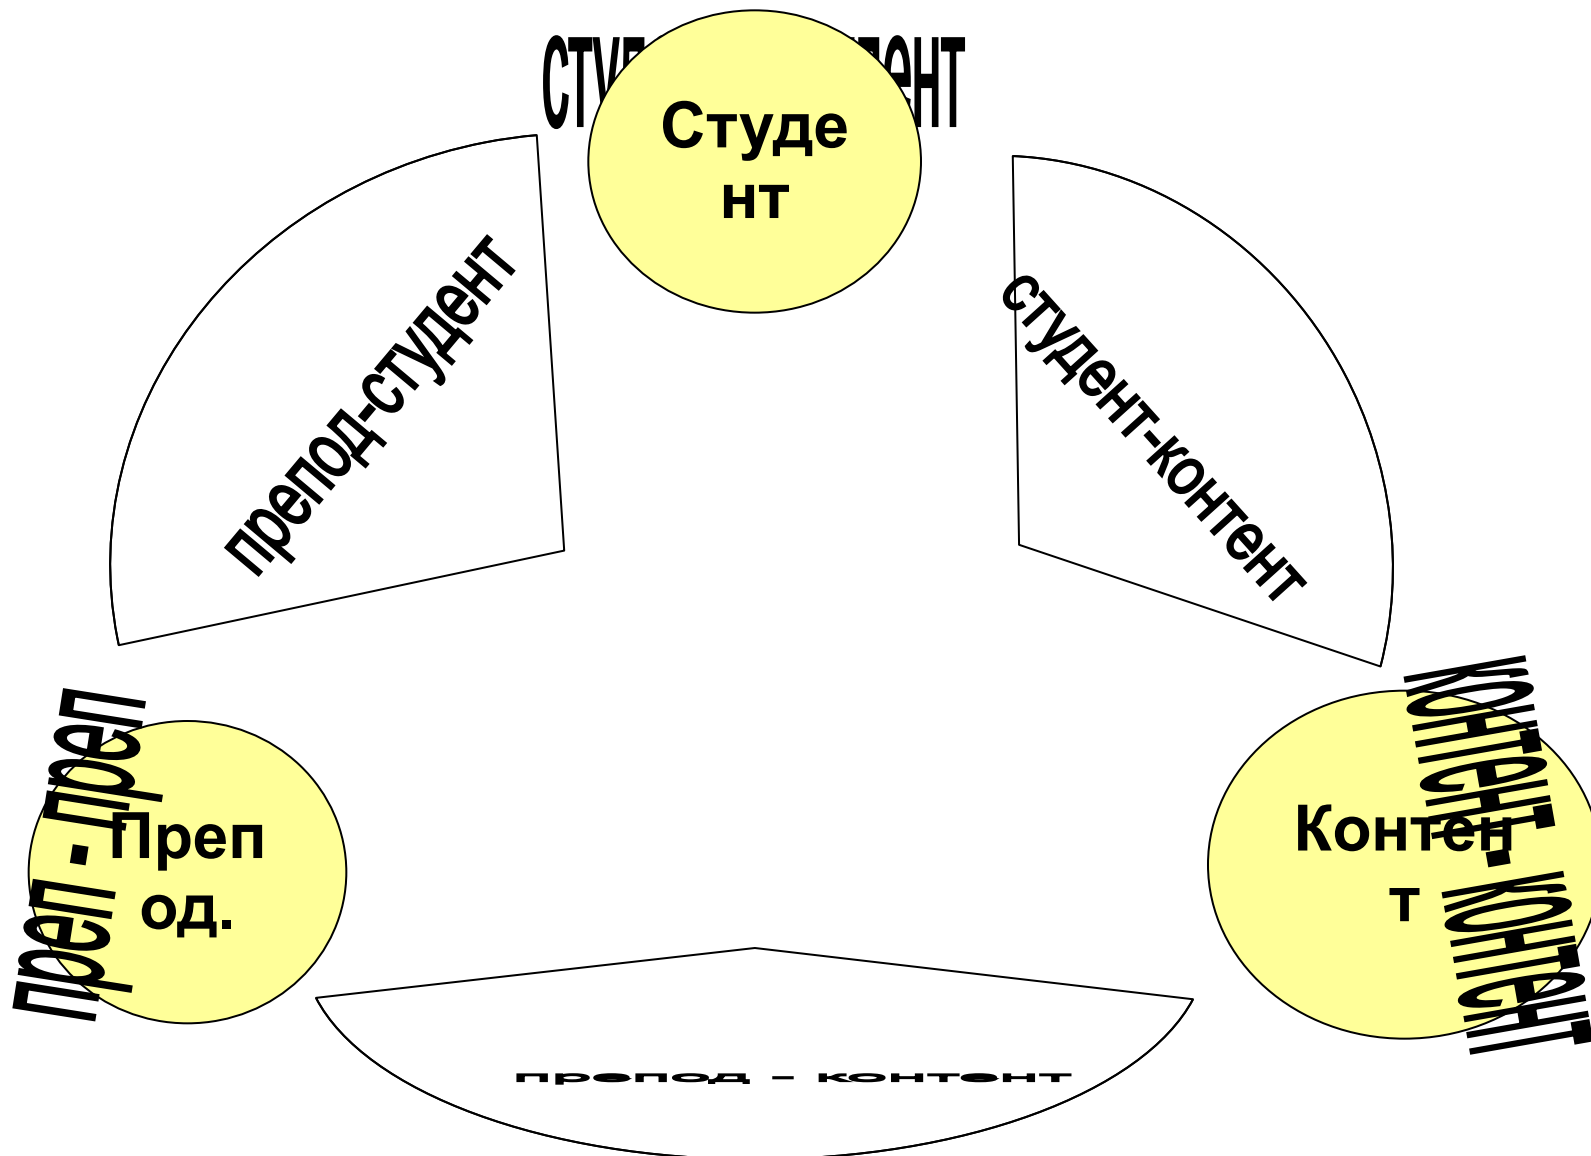 Студе
нт
препод-студент
студент-контент
преп - преп
Преп
од.
Контен
т
контент - контент
препод - контент